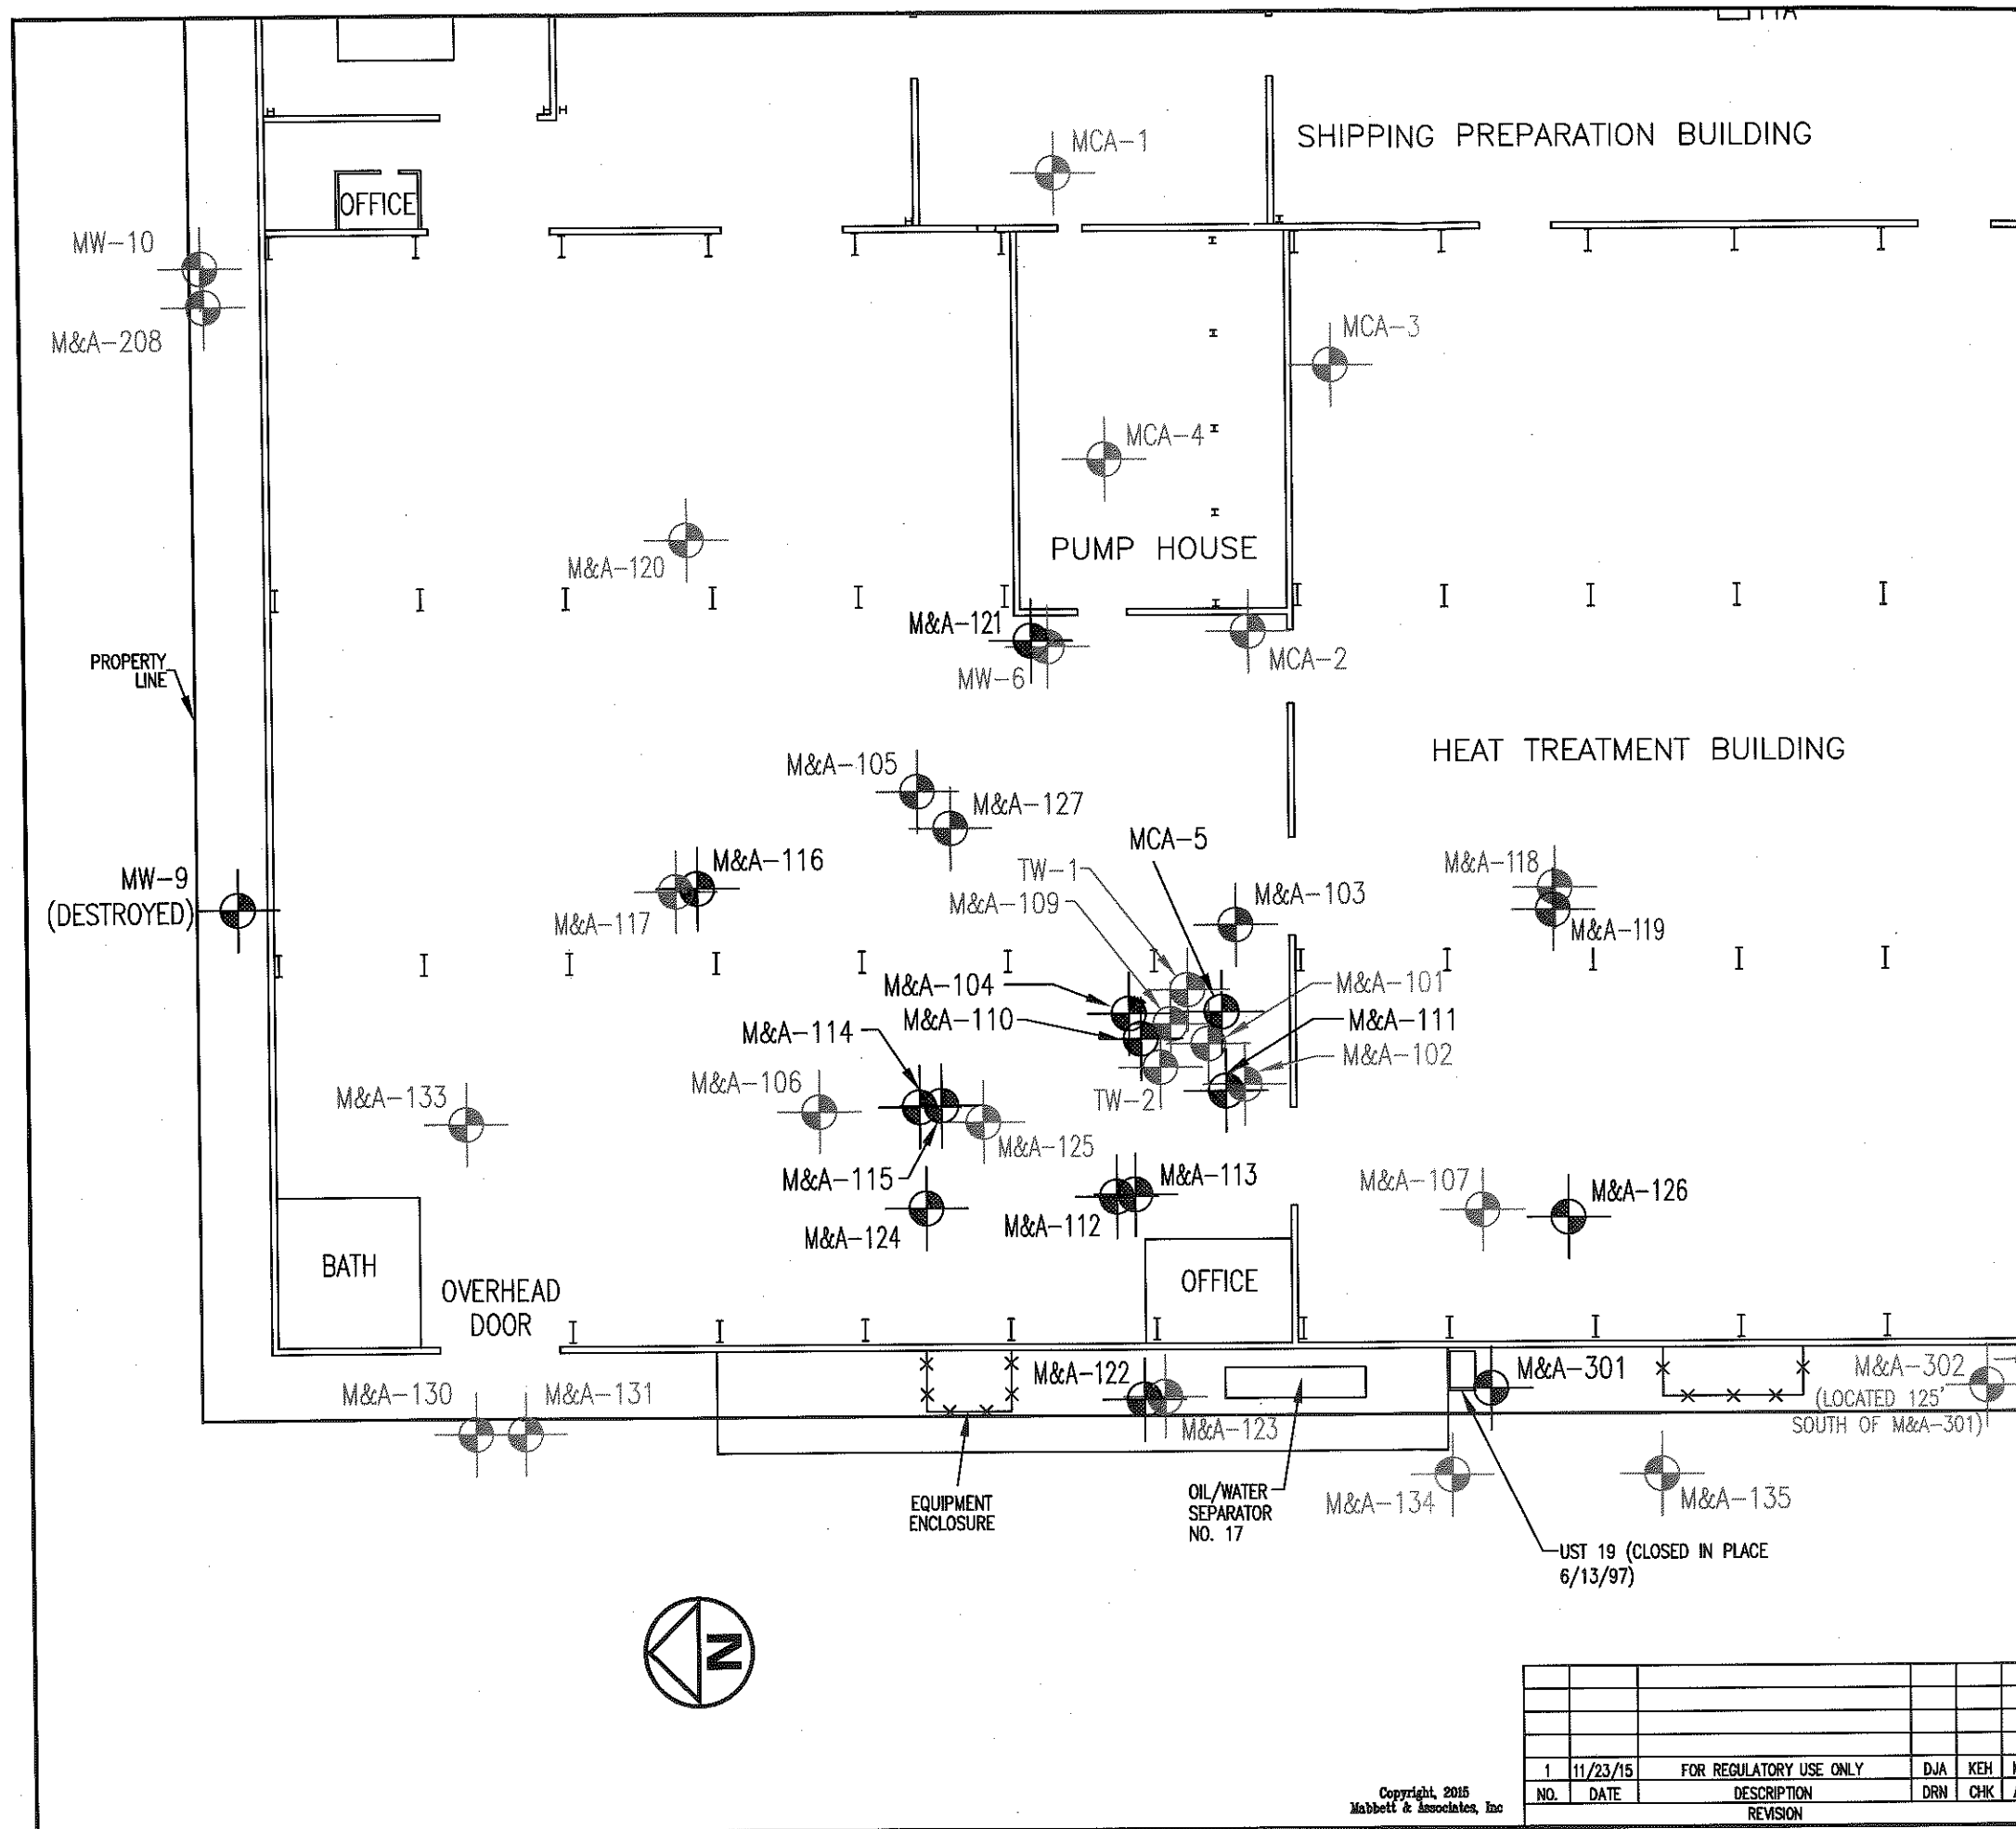 11A
SHIPPING PREPARATION BUILDING
MCA-1
OFFICE
MW-10
M&A-208
MCA-3
MCA-4
PUMP HOUSE
M&A-120
M&A-121
MW-6
MCA-2
PROPERTY
LINE
HEAT TREATMENT BUILDING
M&A-105
M&A-127
MCA-5
TW-1
M&A-116
M&A-118
MW-9
(DESTROYED)
M&A-117
M&A-109
M&A-103
M&A-119
M&A-104
M&A-101
M&A-110
M&A-111
M&A-114
M&A-102
M&A-106
M&A-133
TW-2
M&A-125
M&A-115
M&A-113
M&A-107
M&A-126
M&A-112
M&A-124
BATH
OVERHEAD
DOOR
OFFICE
M&A-122
M&A-301
M&A-302
(LOCATED 125'
SOUTH OF M&A-301)
M&A-130
M&A-131
M&A-123
EQUIPMENT
ENCLOSURE
OIL/WATER
SEPARATOR
NO. 17
M&A-134
M&A-135
UST 19 (CLOSED IN PLACE
6/13/97)
N
1 11/23/15 FOR REGULATORY USE ONLY DJA KEH
NO. DATE DESCRIPTION DRN CHK
REVISION
Copyright, 2015
Mabbett & Associates, Inc